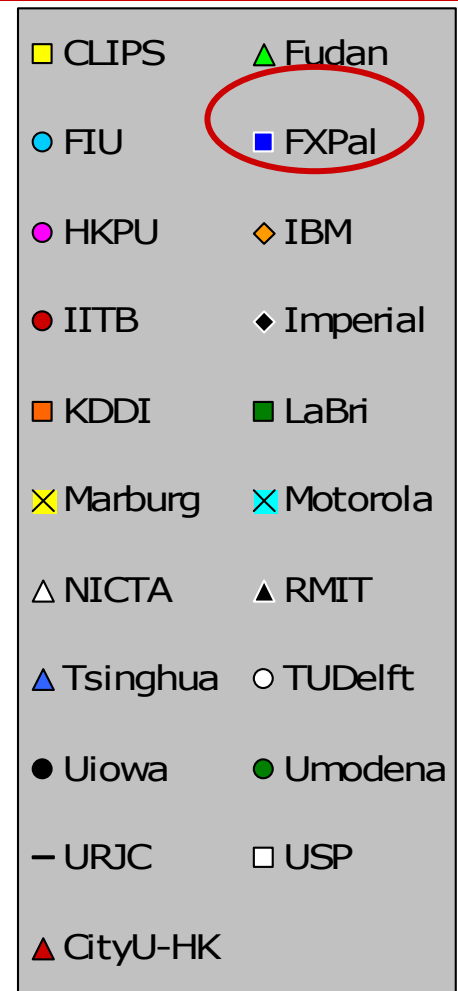 CLIPS Fudan
FIU FXPal
HKPU IBM
IITB Imperial
KDDI LaBri
Marburg Motorola
NICTA RMIT
Tsinghua TUDelft
Uiowa Umodena
URJC USP
CityU-HK